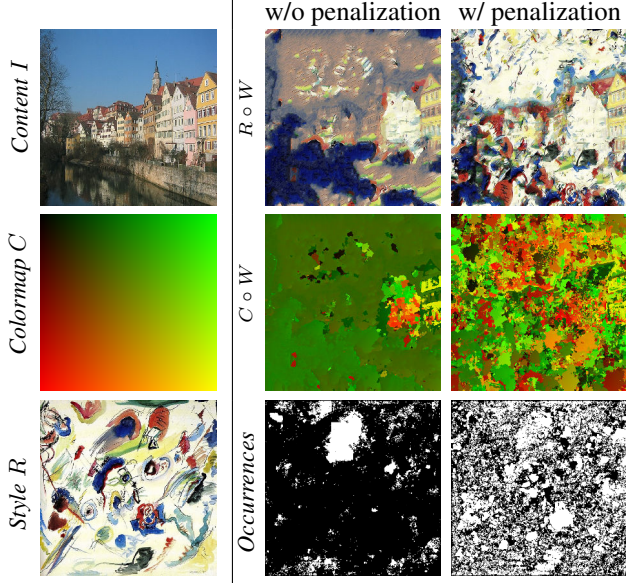 w/o penalization w/ penalization
Content I
R ∘ W
Colormap C
C ∘ W
Style R
Occurrences